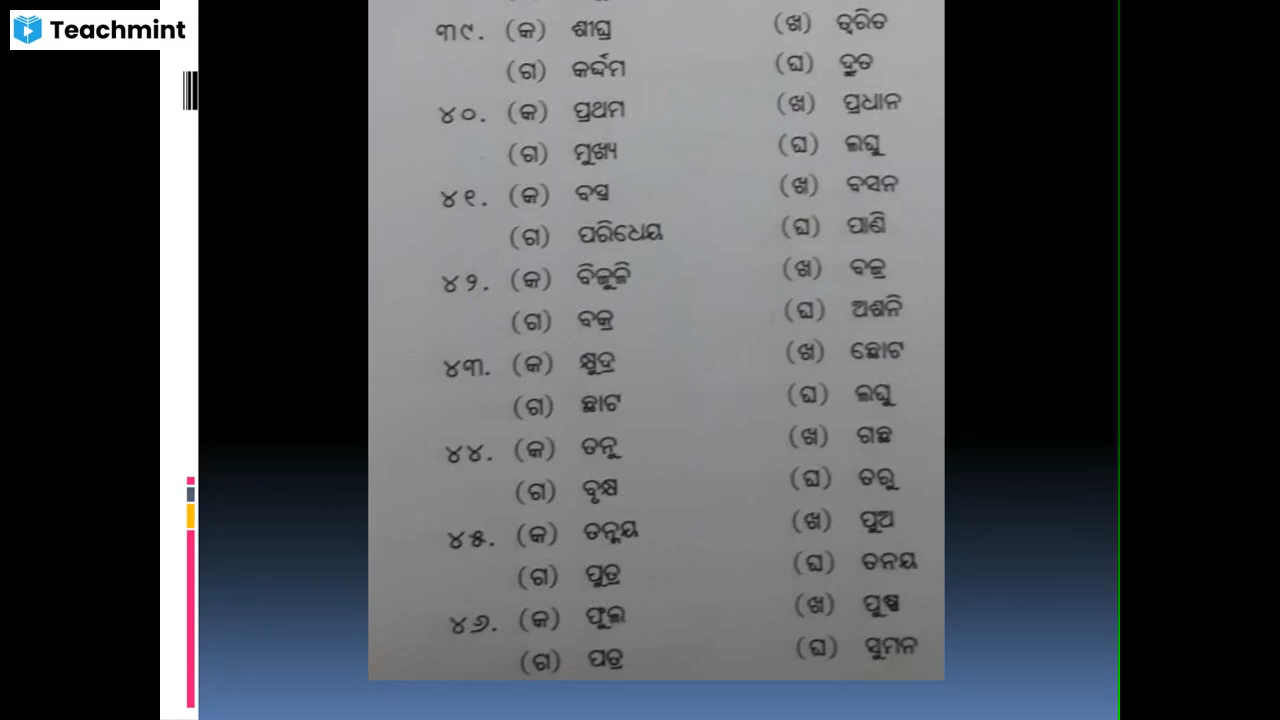 Teachmint
୩୯. (କ) ଶୀଘ୍ର (ଖ) ତ୍ୱରିତ
(ଗ) କର୍ଦ୍ଦମ (ଘ) ଦ୍ରୁତ
୪୦. (କ) ପ୍ରଥମ (ଖ) ପ୍ରଧାନ
(ଗ) ମୁଖ୍ୟ (ଘ) ଲଘୁ
୪୧. (କ) ବସ୍ତ୍ର (ଖ) ବସନ
(ଗ) ପରିଧେୟ (ଘ) ପାଣି
୪୨. (କ) ବିଜୁଳି (ଖ) ବଜ୍ର
(ଗ) ବକ୍ର (ଘ) ଅଶନି
୪୩. (କ) କ୍ଷୁଦ୍ର (ଖ) ଛୋଟ
(ଗ) ଛାଟ (ଘ) ଲଘୁ
୪୪. (କ) ତନୁ (ଖ) ଗଛ
(ଗ) ବୃକ୍ଷ (ଘ) ତରୁ
୪୫. (କ) ତନ୍ମୟ (ଖ) ପୁଅ
(ଗ) ପୁତ୍ର (ଘ) ତନୟ
୪୬. (କ) ଫୁଲ (ଖ) ପୁଷ୍ପ
(ଗ) ପତ୍ର (ଘ) ସୁମନ